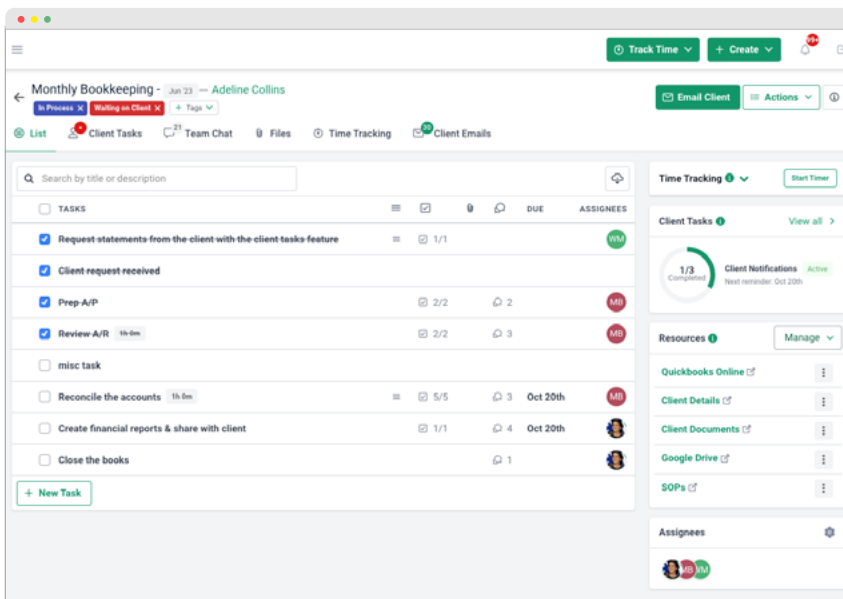 Track Time
+ Create
99+
Monthly Bookkeeping - Jun '23 — Adeline Collins
In Process X Waiting on Client X + Tags
Email Client
Actions
List
Client Tasks
21 Team Chat
Files
Time Tracking
20 Client Emails
Search by title or description
TASKS DUE ASSIGNEES
Request statements from the client with the client tasks feature 1/1 WM
Client request received
Prep A/P 2/2 2 MB
Review A/R 1h 0m 2/2 3 MB
misc task
Reconcile the accounts 1h 0m 5/5 3 Oct 20th MB
Create financial reports & share with client 1/1 4 Oct 20th
Close the books 1
+ New Task
Time Tracking Start Timer
Client Tasks View all >
1/3
Completed
Client Notifications Active
Next reminder: Oct 20th
Resources Manage
Quickbooks Online
Client Details
Client Documents
Google Drive
SOPs
Assignees
MB WM